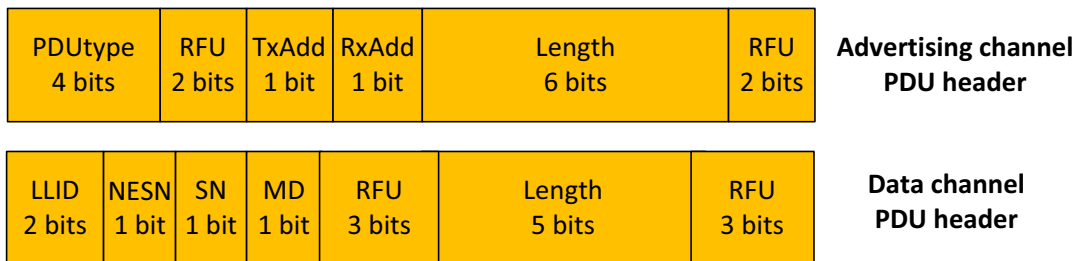 PDUtype RFU TxAdd RxAdd Length RFU
4 bits 2 bits 1 bit 1 bit 6 bits 2 bits
Advertising channel
PDU header
LLID NESN SN MD RFU Length RFU
2 bits 1 bit 1 bit 1 bit 3 bits 5 bits 3 bits
Data channel
PDU header